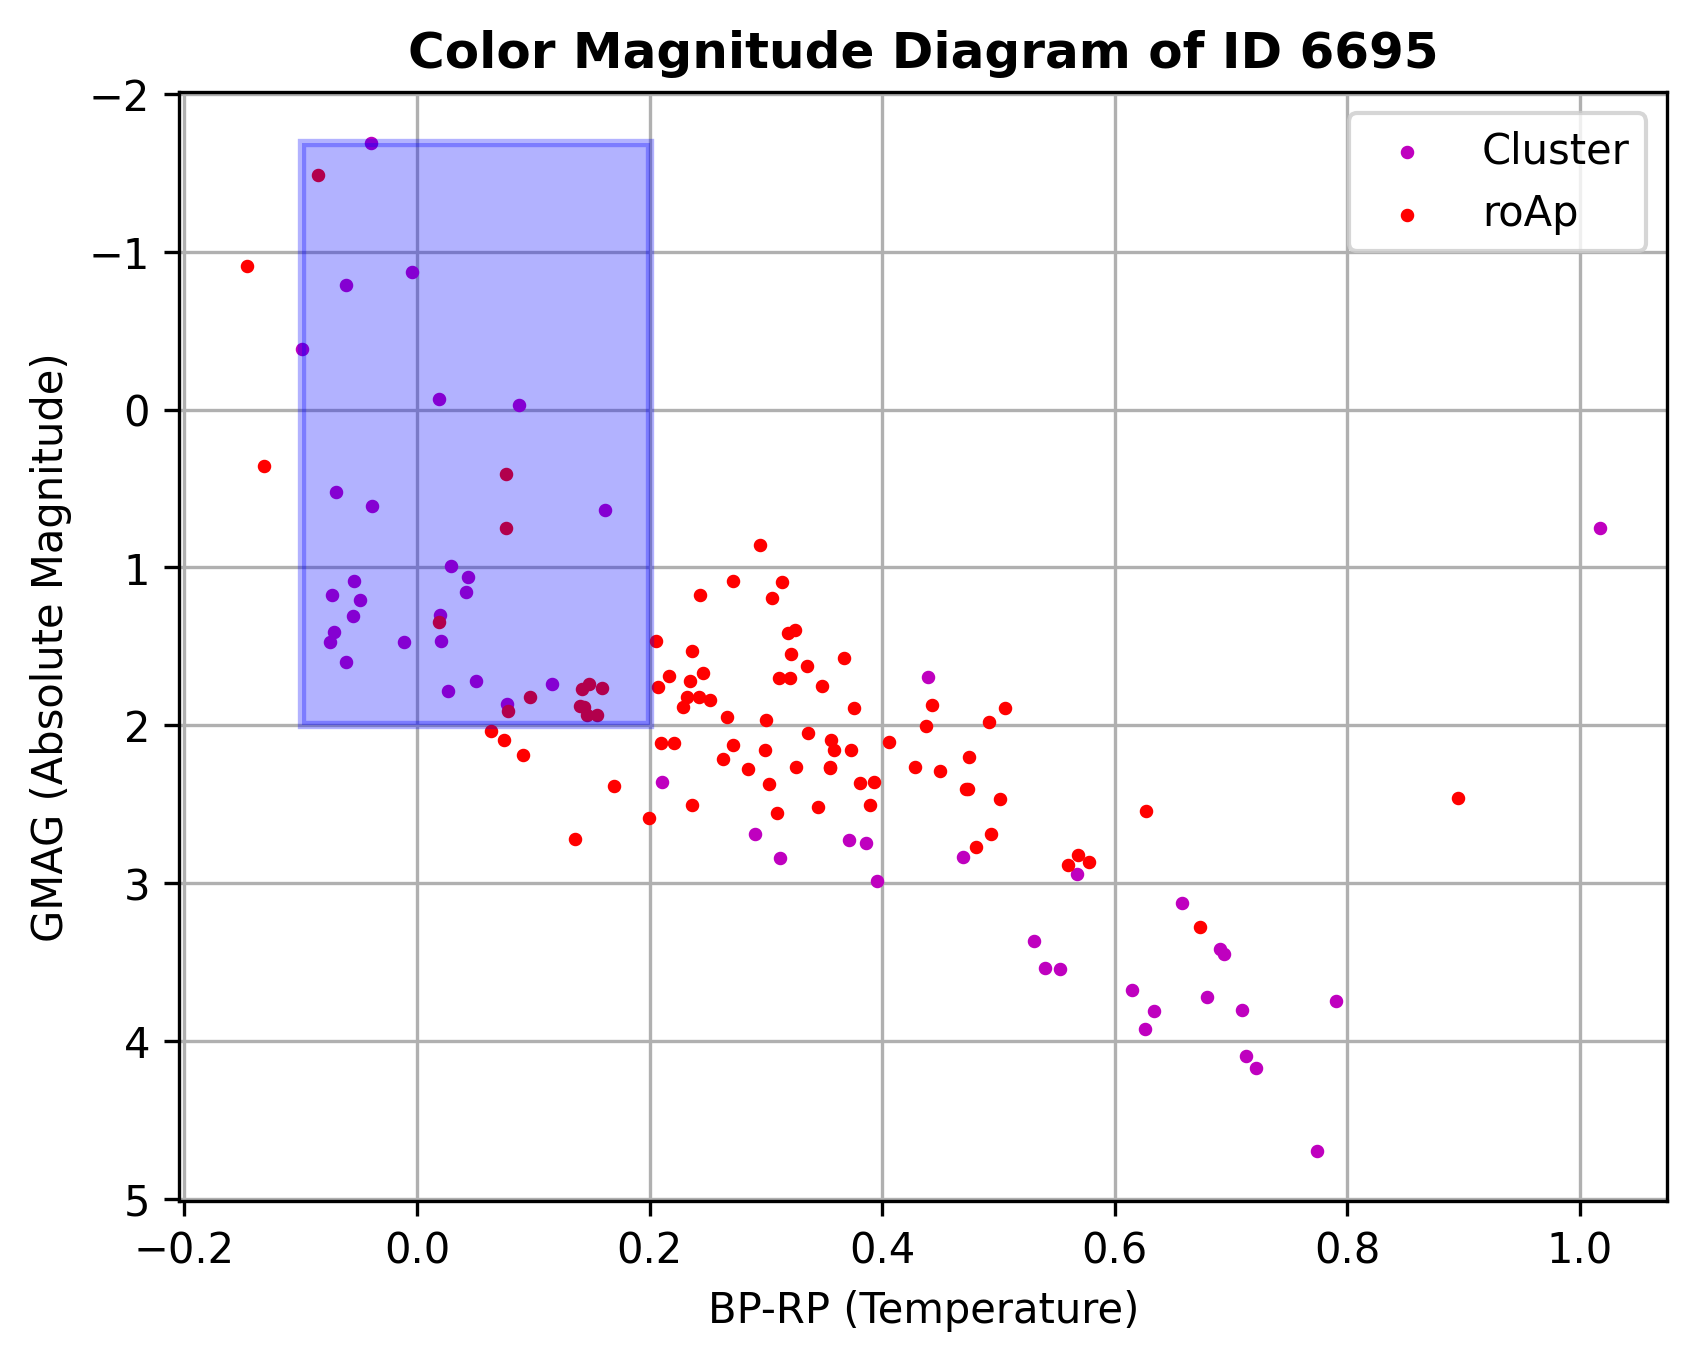 Color Magnitude Diagram of ID 6695
−2
−1
0
1
2
3
4
5
GMAG (Absolute Magnitude)
Cluster
roAp
−0.2 0.0 0.2 0.4 0.6 0.8 1.0
BP-RP (Temperature)